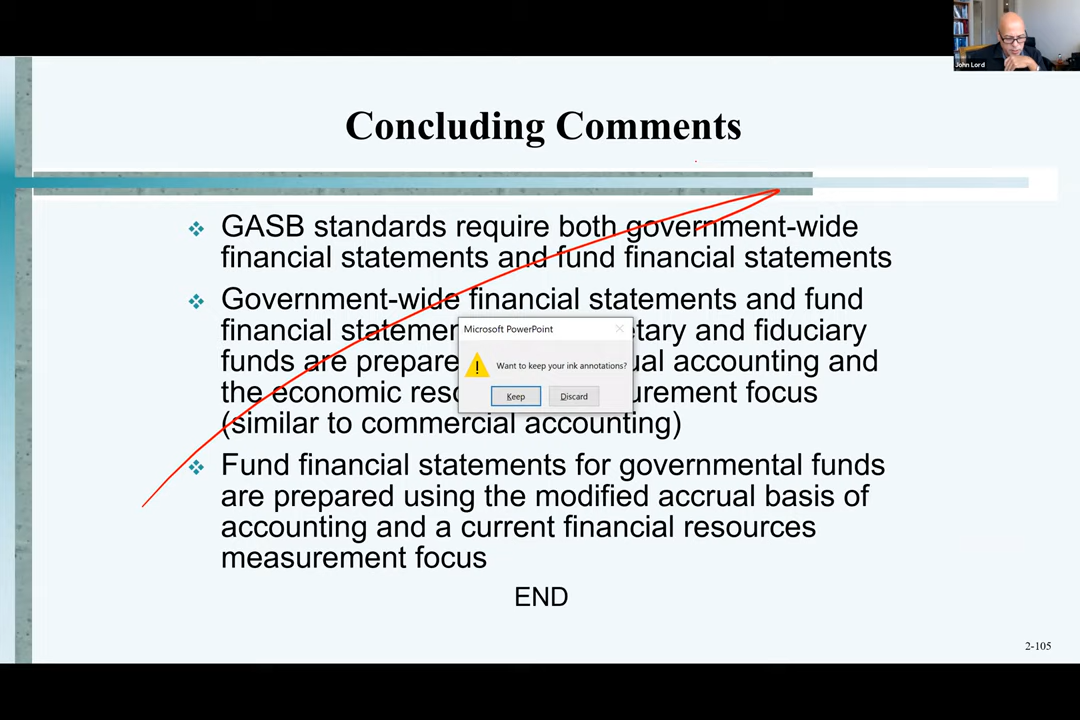 John Lord
Concluding Comments
GASB standards require both government-wide
financial statements and fund financial statements
Government-wide financial statements and fund
financial statemen etary and fiduciary
funds are prepare ual accounting and
the economic reso urement focus
(similar to commercial accounting)
Microsoft PowerPoint
Want to keep your ink annotations?
Keep Discard
Fund financial statements for governmental funds
are prepared using the modified accrual basis of
accounting and a current financial resources
measurement focus
END
2-105